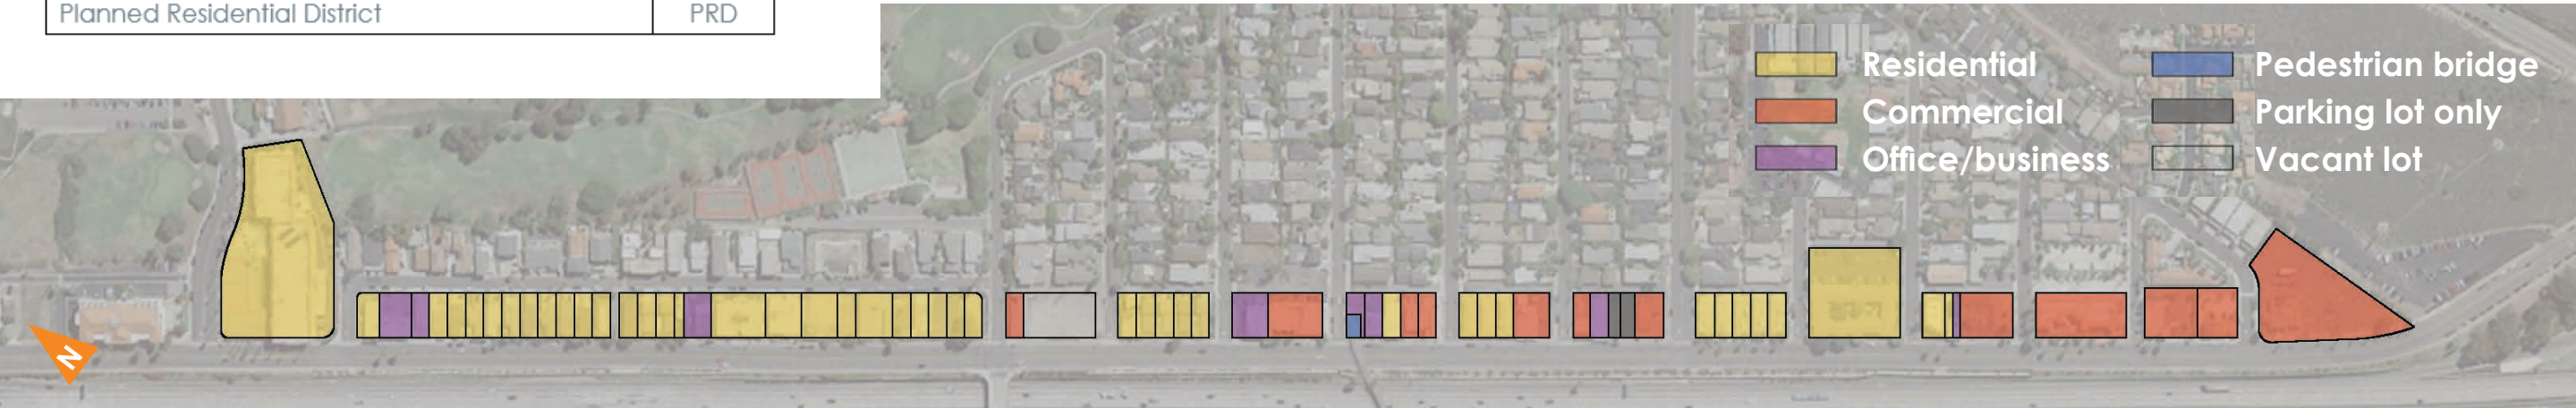 Planned Residential District PRD
Residential
Commercial
Office/business
Pedestrian bridge
Parking lot only
Vacant lot
N